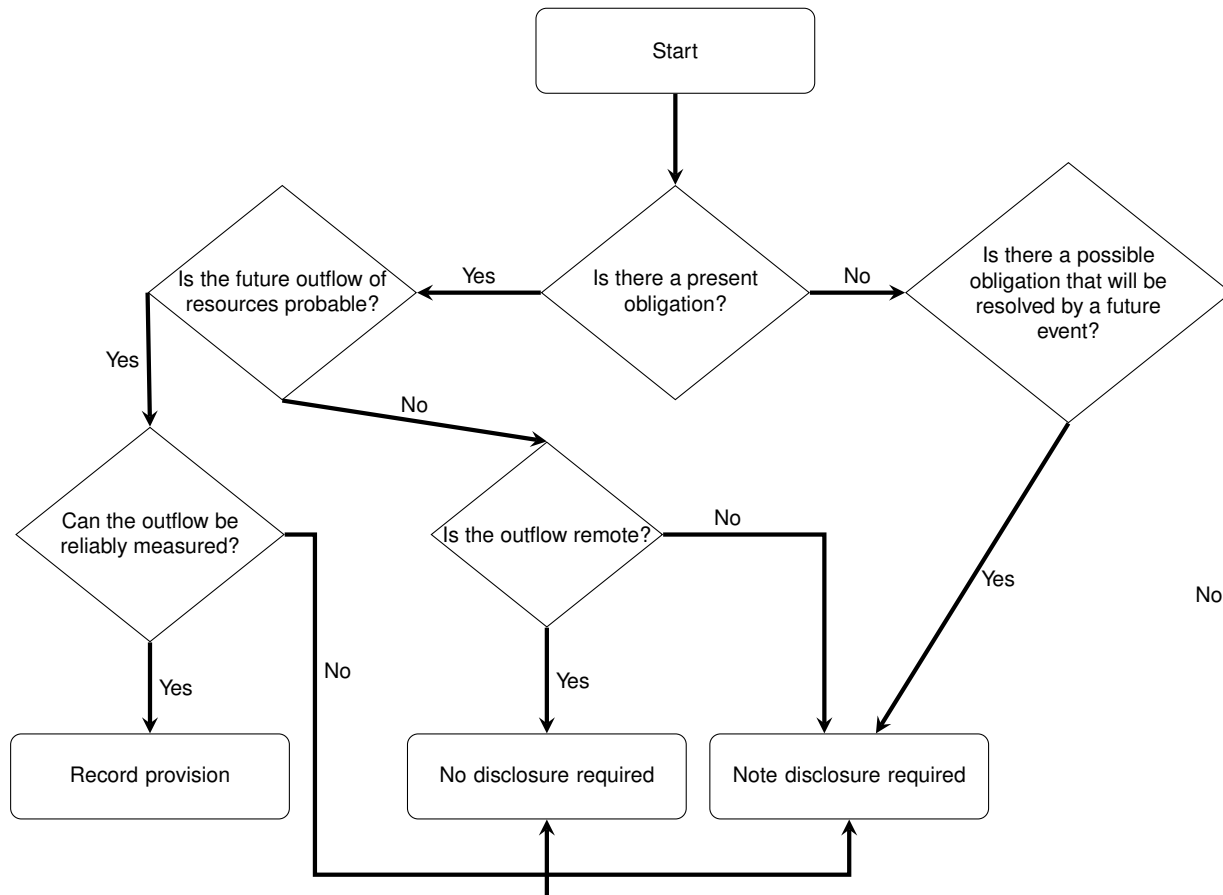 Start
Is the future outflow of
resources probable?
Yes
Is there a present
obligation?
No
Is there a possible
obligation that will be
resolved by a future
event?
Yes
No
Can the outflow be
reliably measured?
Is the outflow remote?
No
Yes
No
Yes
No
Yes
Record provision
No disclosure required
Note disclosure required